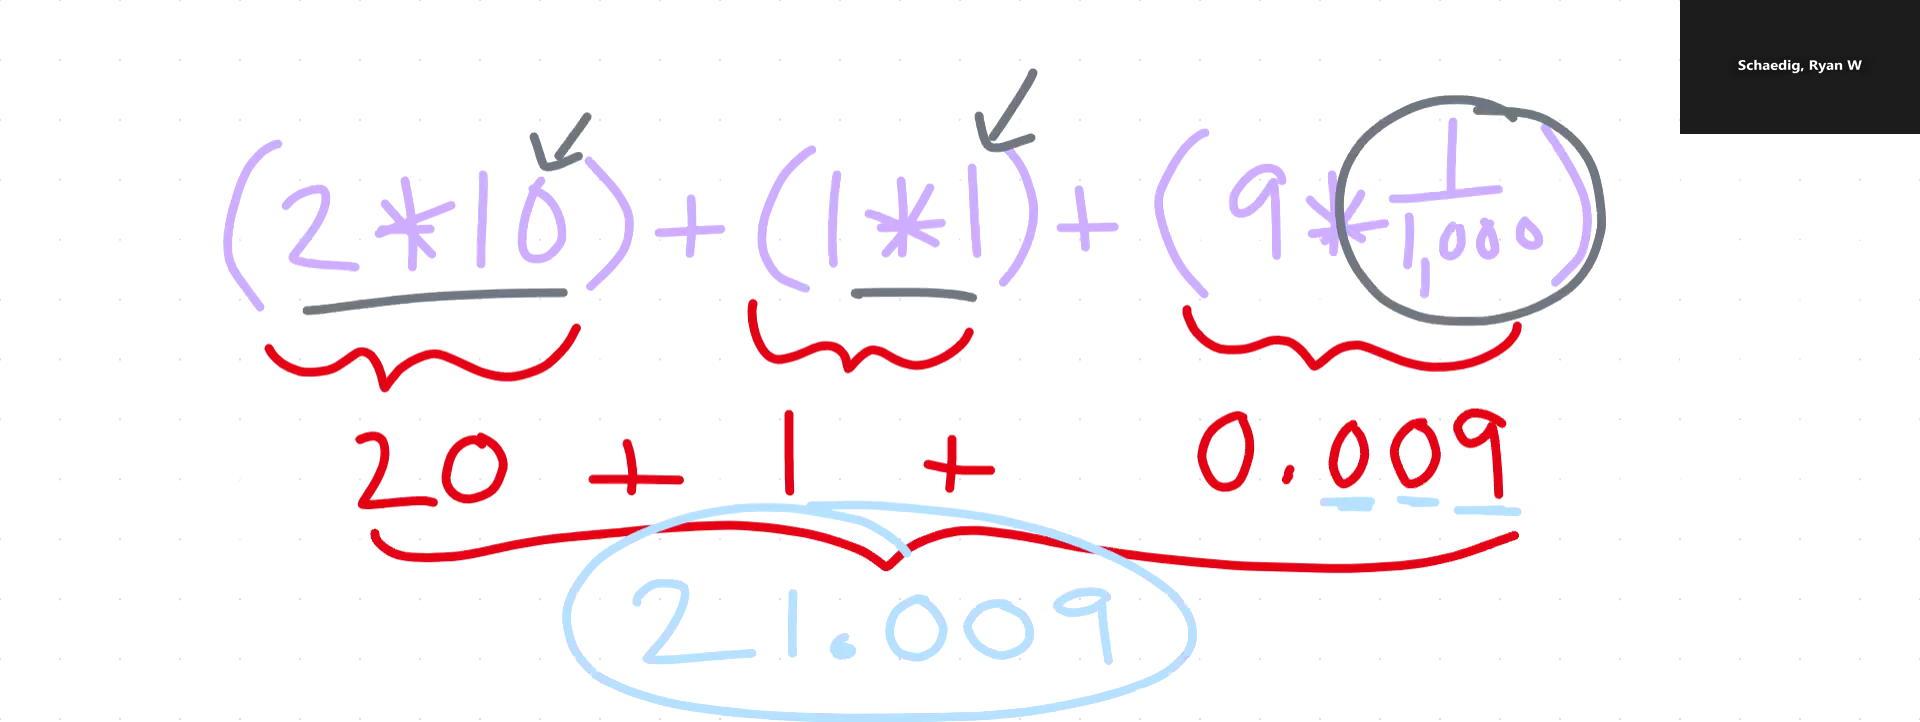 Schaedig, Ryan W
(2*10) + (1*1) + (9*1/1,000)
20 + 1 + 0.009
21.009